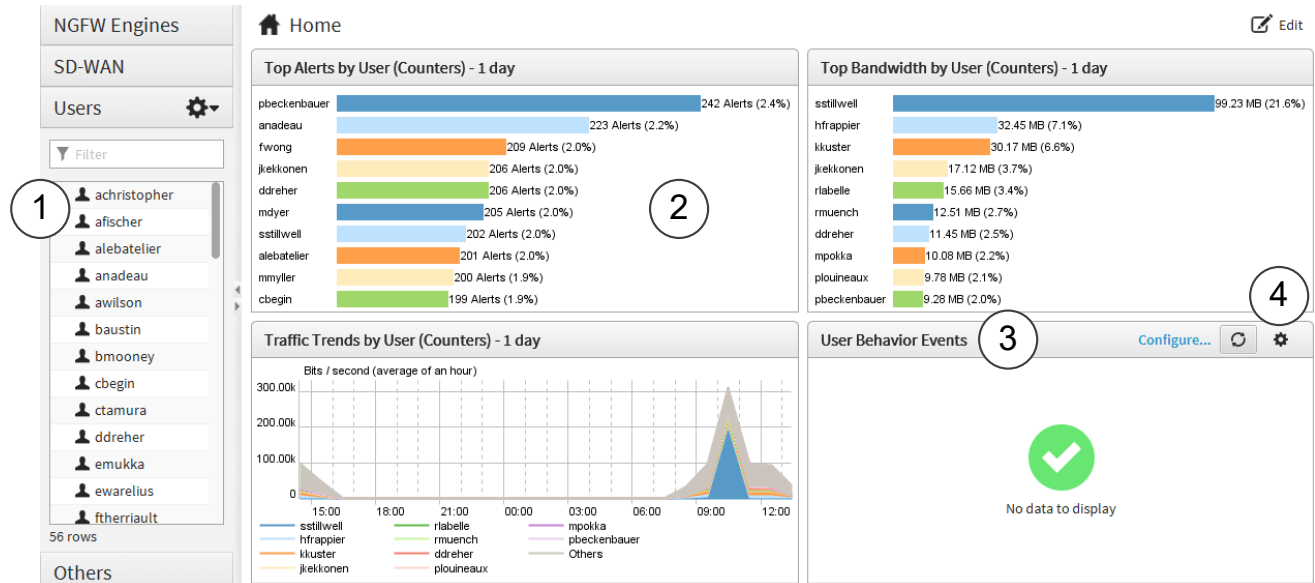 NGFW Engines
SD-WAN
Users
Filter
achristopher
afischer
alebatelier
anadeau
awilson
baustin
bmooney
cbegin
ctamura
ddreher
emukka
ewarelius
ftherriault
56 rows
Others
1
Home
Edit
Top Alerts by User (Counters) - 1 day
pbeckenbauer 242 Alerts (2.4%)
anadeau 223 Alerts (2.2%)
fwong 209 Alerts (2.0%)
jkekkonen 206 Alerts (2.0%)
ddreher 206 Alerts (2.0%)
mdyer 205 Alerts (2.0%)
sstillwell 202 Alerts (2.0%)
alebatelier 201 Alerts (2.0%)
mmyller 200 Alerts (1.9%)
cbegin 199 Alerts (1.9%)
2
Top Bandwidth by User (Counters) - 1 day
sstillwell 99.23 MB (21.6%)
hfrappier 32.45 MB (7.1%)
kkuster 30.17 MB (6.6%)
jkekkonen 17.12 MB (3.7%)
rlabelle 15.66 MB (3.4%)
rmuench 12.51 MB (2.7%)
ddreher 11.45 MB (2.5%)
mpokka 10.08 MB (2.2%)
plouineaux 9.78 MB (2.1%)
pbeckenbauer 9.28 MB (2.0%)
4
Traffic Trends by User (Counters) - 1 day
Bits / second (average of an hour)
300.00k
200.00k
100.00k
0
15:00 18:00 21:00 00:00 03:00 06:00 09:00 12:00
sstillwell rlabelle mpokka
hfrappier rmuench pbeckenbauer
kkuster ddreher Others
jkekkonen plouineaux
User Behavior Events 3 Configure...
No data to display